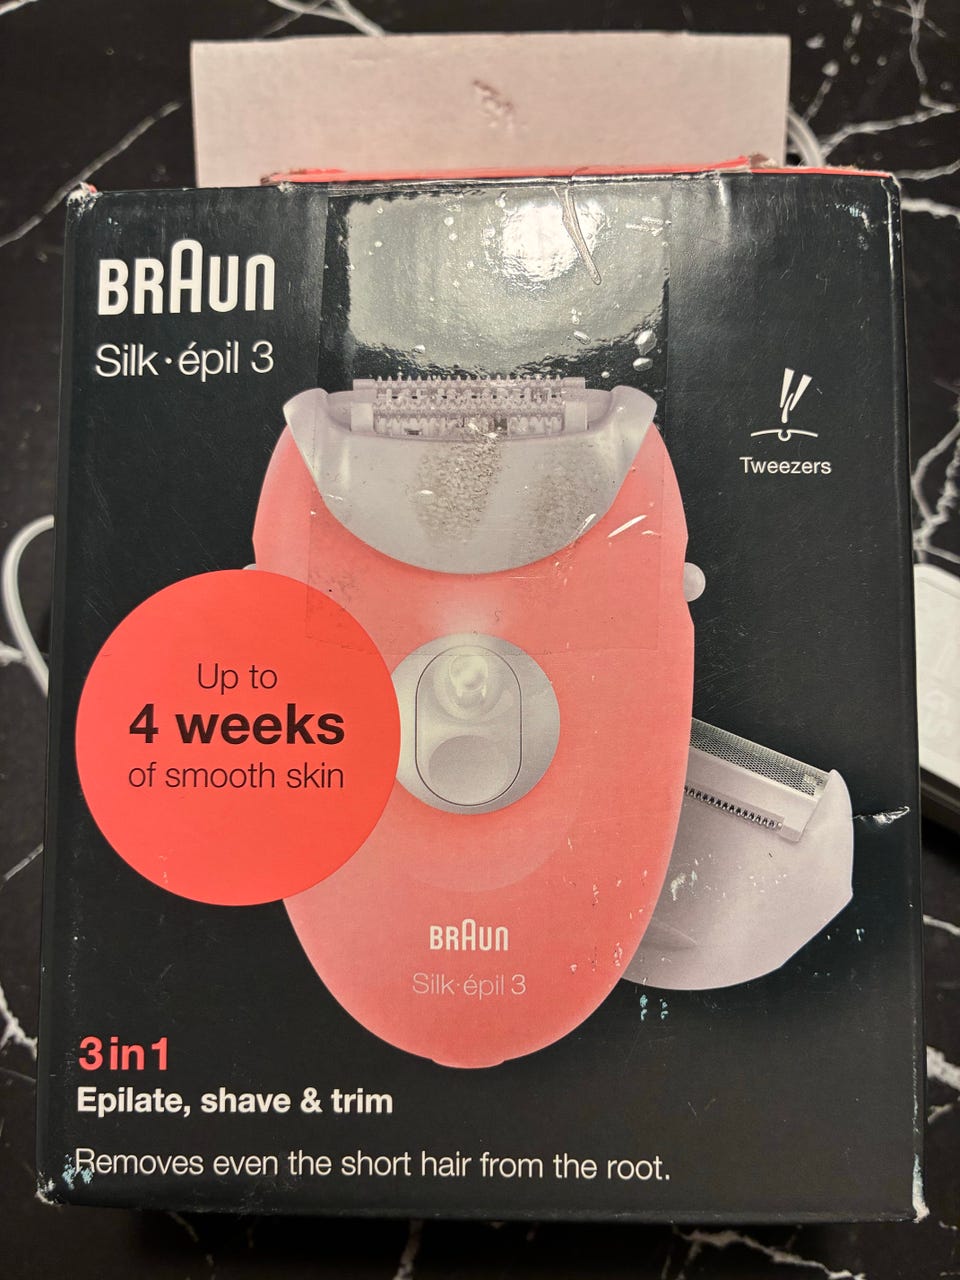 BRAUN
Silk·épil 3
Tweezers
Up to
4 weeks
of smooth skin
BRAUN
Silk·épil 3
3in1
Epilate, shave & trim
Removes even the short hair from the root.